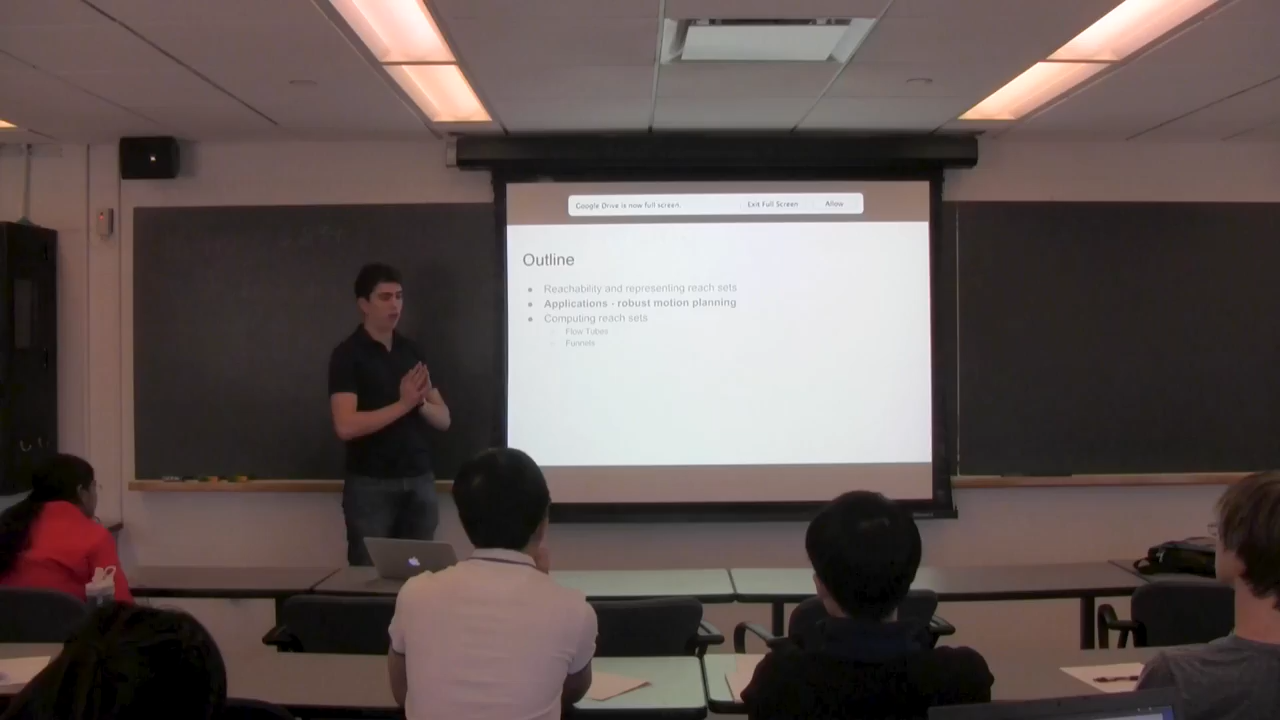 Google Drive is now full screen. Exit Full Screen Allow
Outline
● Reachability and representing reach sets
● Applications - robust motion planning
● Computing reach sets
Flow Tubes
Funnels